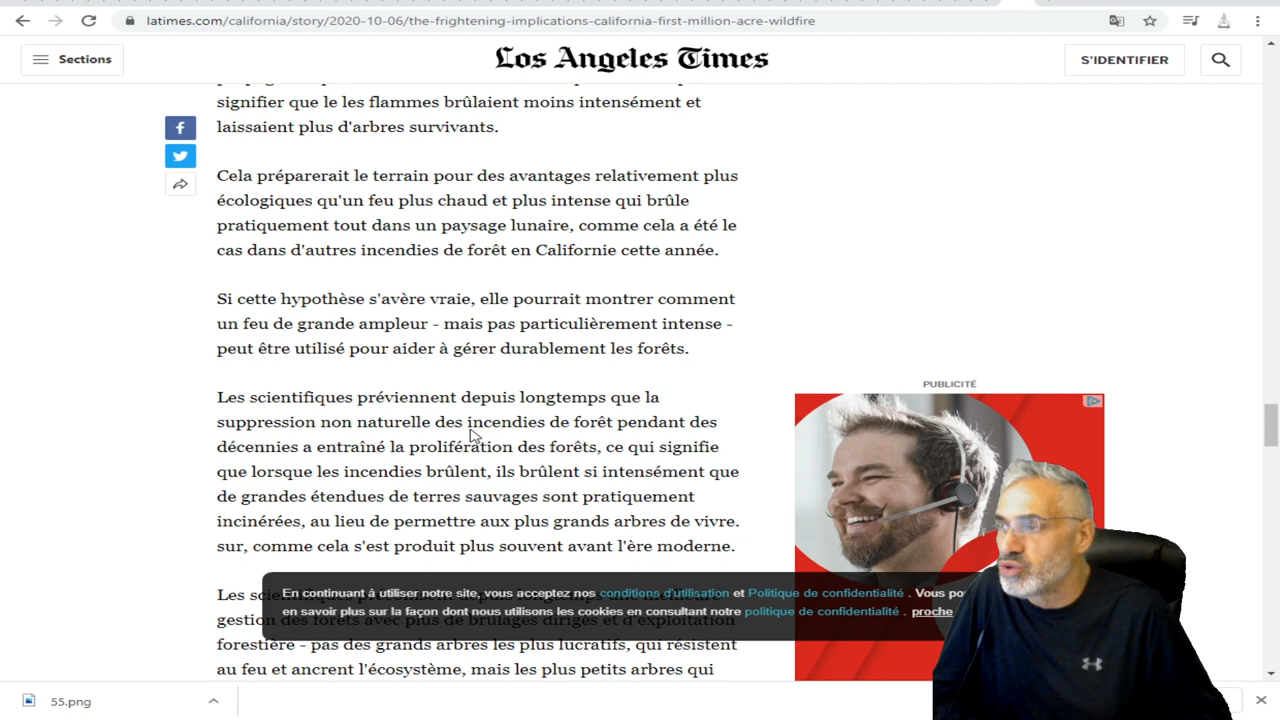 latimes.com/california/story/2020-10-06/the-frightening-implications-california-first-million-acre-wildfire
Sections
Los Angeles Times
S'IDENTIFIER
signifier que le les flammes brûlaient moins intensément et
laissaient plus d'arbres survivants.
Cela préparerait le terrain pour des avantages relativement plus
écologiques qu'un feu plus chaud et plus intense qui brûle
pratiquement tout dans un paysage lunaire, comme cela a été le
cas dans d'autres incendies de forêt en Californie cette année.
Si cette hypothèse s'avère vraie, elle pourrait montrer comment
un feu de grande ampleur - mais pas particulièrement intense -
peut être utilisé pour aider à gérer durablement les forêts.
Les scientifiques préviennent depuis longtemps que la
suppression non naturelle des incendies de forêt pendant des
décennies a entraîné la prolifération des forêts, ce qui signifie
que lorsque les incendies brûlent, ils brûlent si intensément que
de grandes étendues de terres sauvages sont pratiquement
incinérées, au lieu de permettre aux plus grands arbres de vivre.
sur, comme cela s'est produit plus souvent avant l'ère moderne.
Les
gestion des forêts avec plus de brûlages dirigés et d'exploitation
forestière - pas des grands arbres les plus lucratifs, qui résistent
au feu et ancrent l'écosystème, mais les plus petits arbres qui
PUBLICITÉ
En continuant à utiliser notre site, vous acceptez nos conditions d'utilisation et Politique de confidentialité . Vous
en savoir plus sur la façon dont nous utilisons les cookies en consultant notre politique de confidentialité . proche
55.png